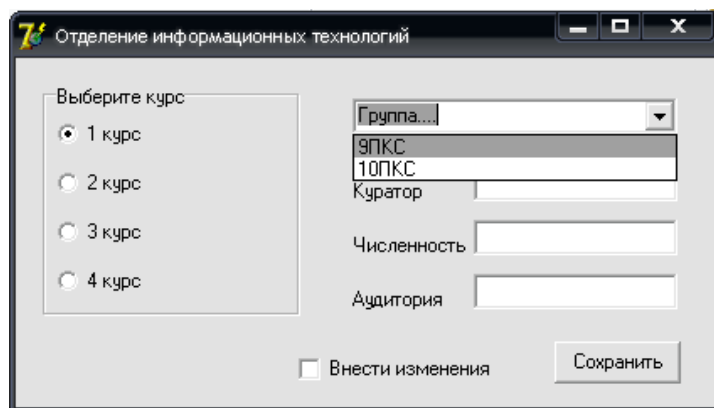 Отделение информационных технологий
Выберите курс
1 курс
2 курс
3 курс
4 курс
Группа....
9ПКС
10ПКС
Куратор
Численность
Аудитория
Внести изменения
Сохранить